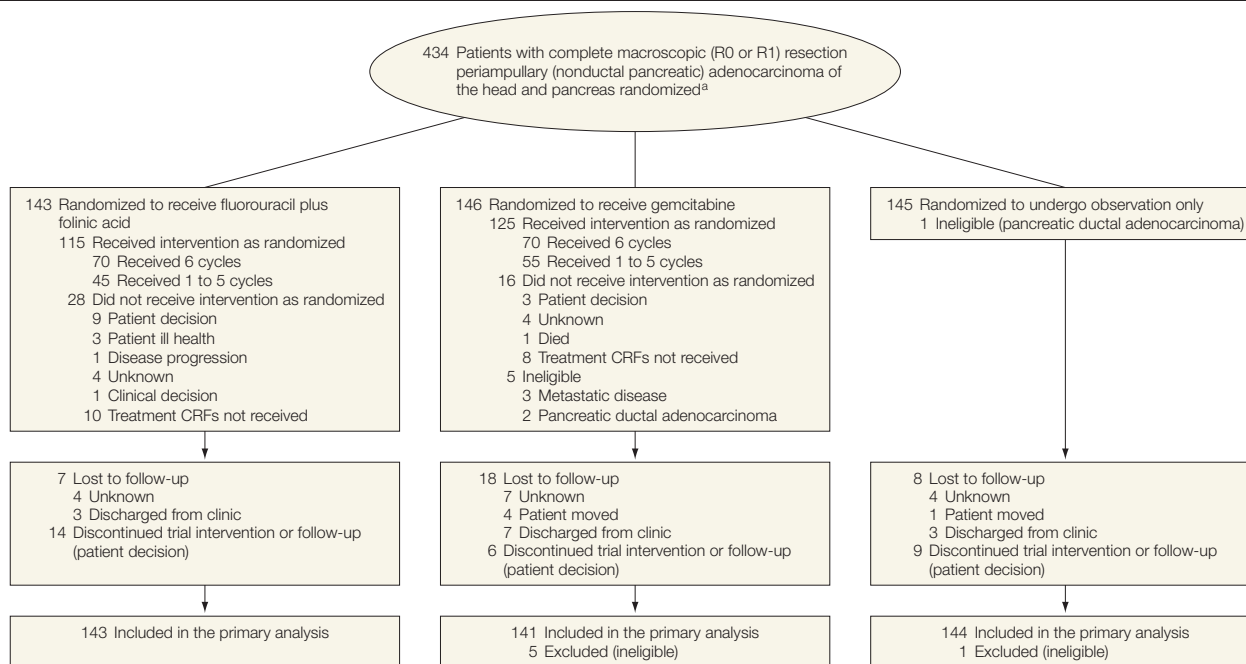 434 Patients with complete macroscopic (R0 or R1) resection
periampullary (nonductal pancreatic) adenocarcinoma of
the head and pancreas randomizedᵃ
143 Randomized to receive fluorouracil plus
folinic acid
115 Received intervention as randomized
70 Received 6 cycles
45 Received 1 to 5 cycles
28 Did not receive intervention as randomized
9 Patient decision
3 Patient ill health
1 Disease progression
4 Unknown
1 Clinical decision
10 Treatment CRFs not received
146 Randomized to receive gemcitabine
125 Received intervention as randomized
70 Received 6 cycles
55 Received 1 to 5 cycles
16 Did not receive intervention as randomized
3 Patient decision
4 Unknown
1 Died
8 Treatment CRFs not received
5 Ineligible
3 Metastatic disease
2 Pancreatic ductal adenocarcinoma
145 Randomized to undergo observation only
1 Ineligible (pancreatic ductal adenocarcinoma)
7 Lost to follow-up
4 Unknown
3 Discharged from clinic
14 Discontinued trial intervention or follow-up
(patient decision)
18 Lost to follow-up
7 Unknown
4 Patient moved
7 Discharged from clinic
6 Discontinued trial intervention or follow-up
(patient decision)
8 Lost to follow-up
4 Unknown
1 Patient moved
3 Discharged from clinic
9 Discontinued trial intervention or follow-up
(patient decision)
143 Included in the primary analysis
141 Included in the primary analysis
5 Excluded (ineligible)
144 Included in the primary analysis
1 Excluded (ineligible)